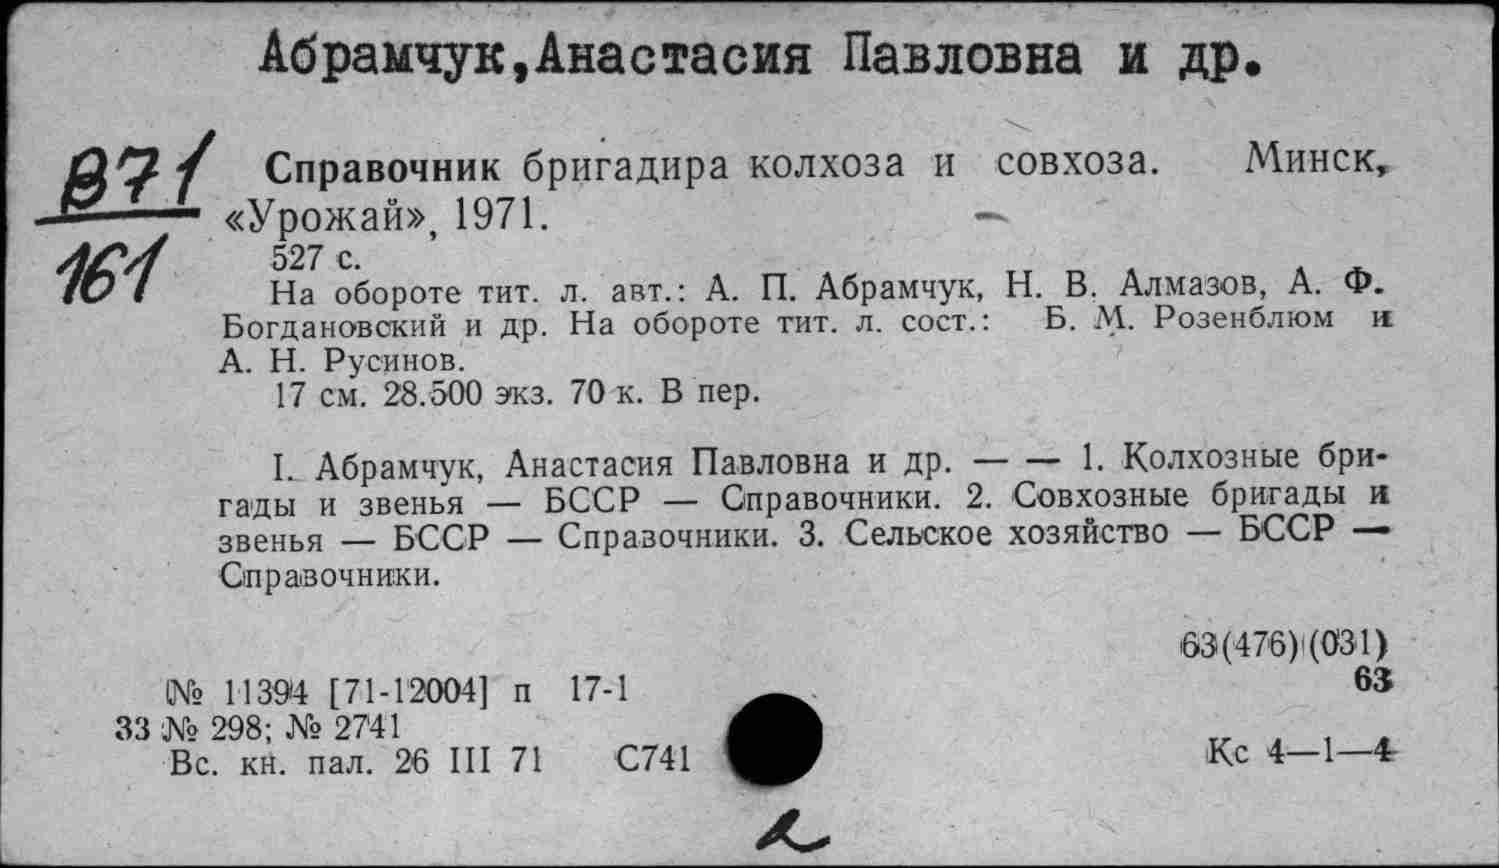 Абрамчук,Анастасия Павловна и др.
В71
161
Справочник бригадира колхоза и совхоза. Минск,
«Урожай», 1971.
527 с.
На обороте тит. л. авт.: А. П. Абрамчук, Н. В. Алмазов, А. Ф.
Богдановский и др. На обороте тит. л. сост.: Б. М. Розенблюм и
А. Н. Русинов.
17 см. 28.500 экз. 70 к. В пер.
I. Абрамчук, Анастасия Павловна и др. — — 1. Колхозные бри-
гады и звенья — БССР — Справочники. 2. Совхозные бригады и
звенья — БССР — Справочники. 3. Сельское хозяйство — БССР —
Справочники.
63(476)(031)
63
№ 11394 [71-12004] п 17-1
33 № 298; № 2741
Вс. кн. пал. 26 III 71 С741
Кс 4—1—4